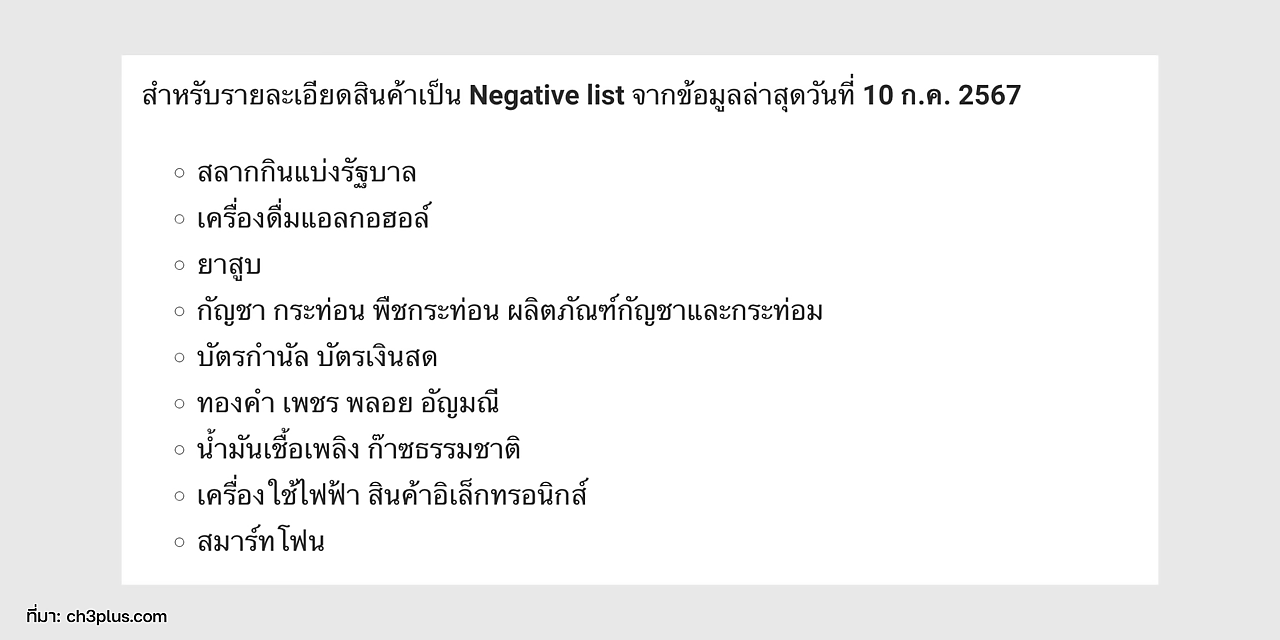 สำหรับรายละเอียดสินค้าเป็น Negative list จากข้อมูลล่าสุดวันที่ 10 ก.ค. 2567
สลากกินแบ่งรัฐบาล
เครื่องดื่มแอลกอฮอล์
ยาสูบ
กัญชา กระท่อน พืชกระท่อน ผลิตภัณฑ์กัญชาและกระท่อม
บัตรกำนัล บัตรเงินสด
ทองคำ เพชร พลอย อัญมณี
น้ำมันเชื้อเพลิง ก๊าซธรรมชาติ
เครื่องใช้ไฟฟ้า สินค้าอิเล็กทรอนิกส์
สมาร์ทโฟน
ที่มา: ch3plus.com